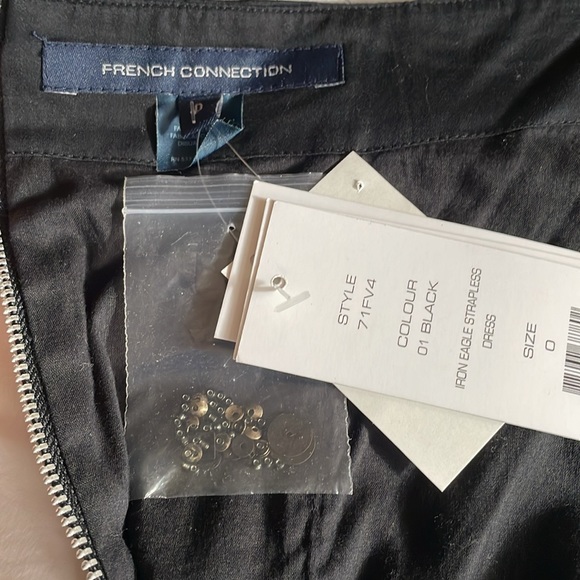 FRENCH CONNECTION
STYLE
71FV4
COLOUR
01 BLACK
IRON EAGLE STRAPLESS
DRESS
SIZE
0